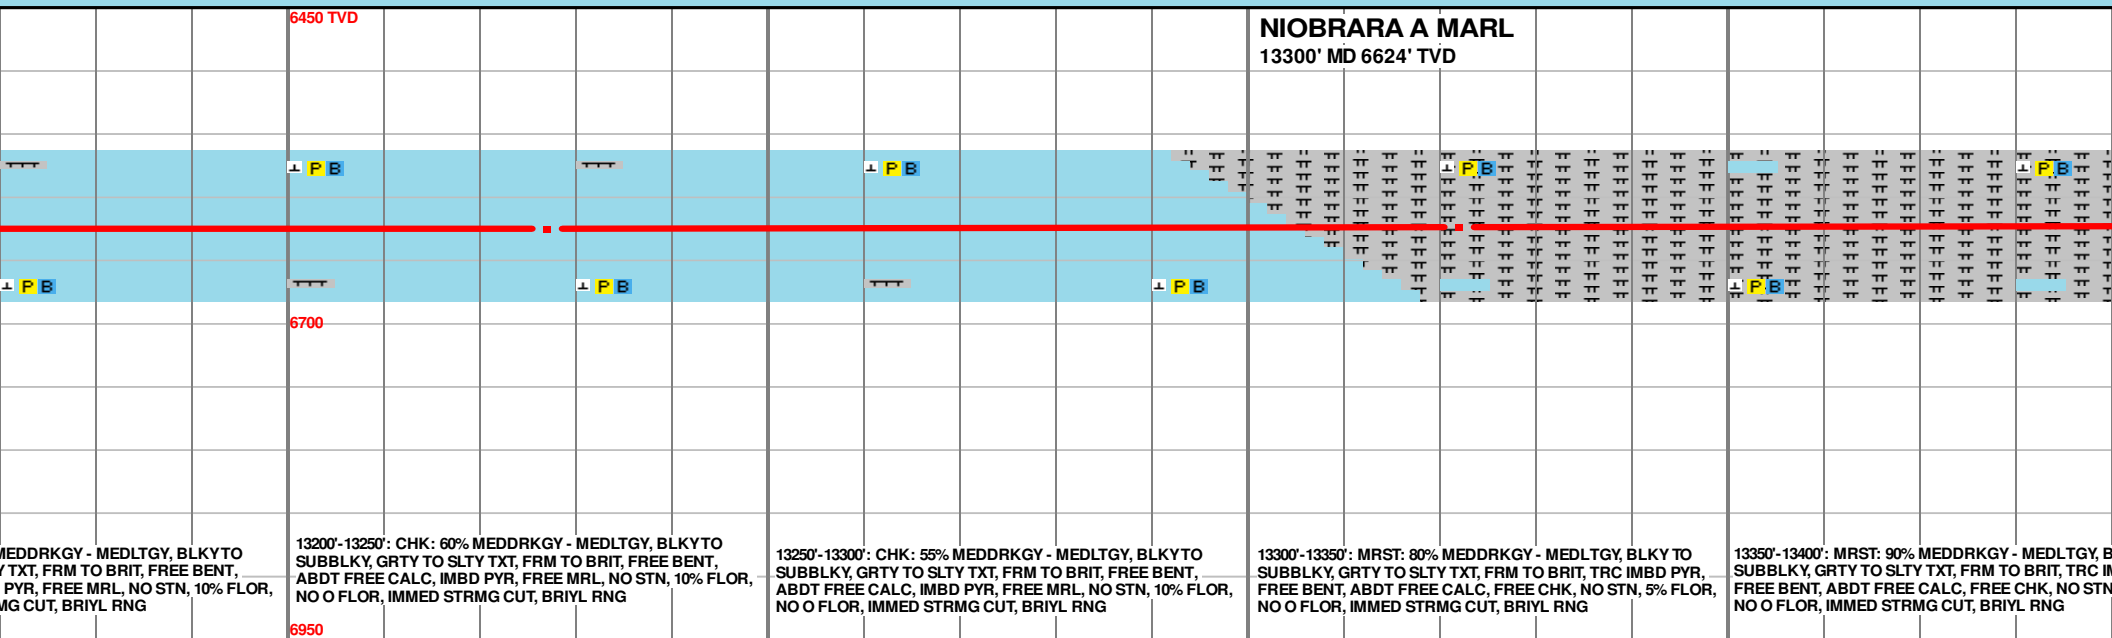 6450 TVD
NIOBRARA A MARL
13300' MD 6624' TVD
P B
P B
P B
P B
P B
P B
P B
P B
6700
MEDDRKGY - MEDLTGY, BLKY TO
Y TXT, FRM TO BRIT, FREE BENT,
PYR, FREE MRL, NO STN, 10% FLOR,
MG CUT, BRIYL RNG
13200'-13250': CHK: 60% MEDDRKGY - MEDLTGY, BLKY TO
SUBBLKY, GRTY TO SLTY TXT, FRM TO BRIT, FREE BENT,
ABDT FREE CALC, IMBD PYR, FREE MRL, NO STN, 10% FLOR,
NO O FLOR, IMMED STRMG CUT, BRIYL RNG
13250'-13300': CHK: 55% MEDDRKGY - MEDLTGY, BLKY TO
SUBBLKY, GRTY TO SLTY TXT, FRM TO BRIT, FREE BENT,
ABDT FREE CALC, IMBD PYR, FREE MRL, NO STN, 10% FLOR,
NO O FLOR, IMMED STRMG CUT, BRIYL RNG
13300'-13350': MRST: 80% MEDDRKGY - MEDLTGY, BLKY TO
SUBBLKY, GRTY TO SLTY TXT, FRM TO BRIT, TRC IMBD PYR,
FREE BENT, ABDT FREE CALC, FREE CHK, NO STN, 5% FLOR,
NO O FLOR, IMMED STRMG CUT, BRIYL RNG
13350'-13400': MRST: 90% MEDDRKGY - MEDLTGY, B
SUBBLKY, GRTY TO SLTY TXT, FRM TO BRIT, TRC IM
FREE BENT, ABDT FREE CALC, FREE CHK, NO STN
NO O FLOR, IMMED STRMG CUT, BRIYL RNG
6950